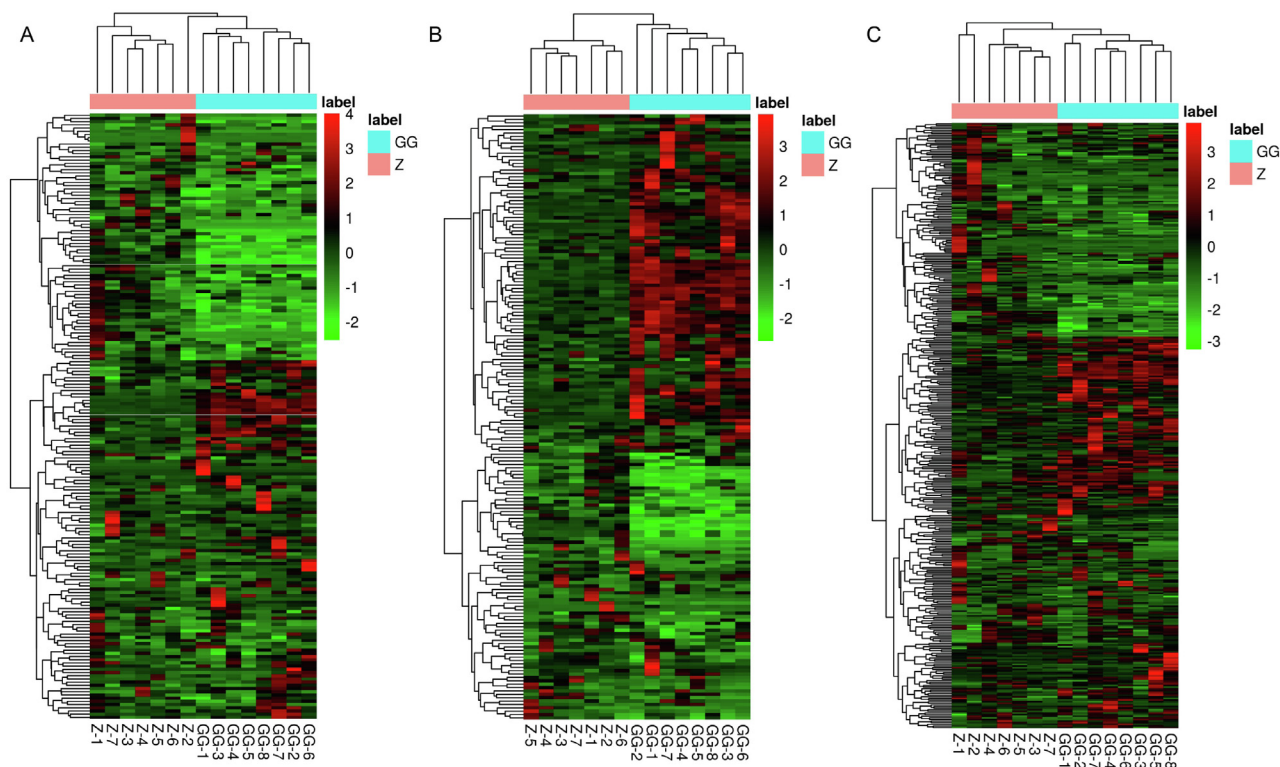 A
label
label
GG
Z
4
3
2
1
0
-1
-2
Z-1
Z-7
Z-3
Z-4
Z-5
Z-6
Z-2
GG-1
GG-3
GG-4
GG-5
GG-8
GG-7
GG-2
GG-6
B
label
label
GG
Z
3
2
1
0
-1
-2
Z-5
Z-4
Z-3
Z-7
Z-1
Z-2
Z-6
GG-2
GG-1
GG-7
GG-4
GG-5
GG-8
GG-3
GG-6
C
label
label
GG
Z
3
2
1
0
-1
-2
-3
Z-1
Z-2
Z-4
Z-6
Z-5
Z-3
Z-7
GG-1
GG-2
GG-7
GG-4
GG-6
GG-3
GG-5
GG-8